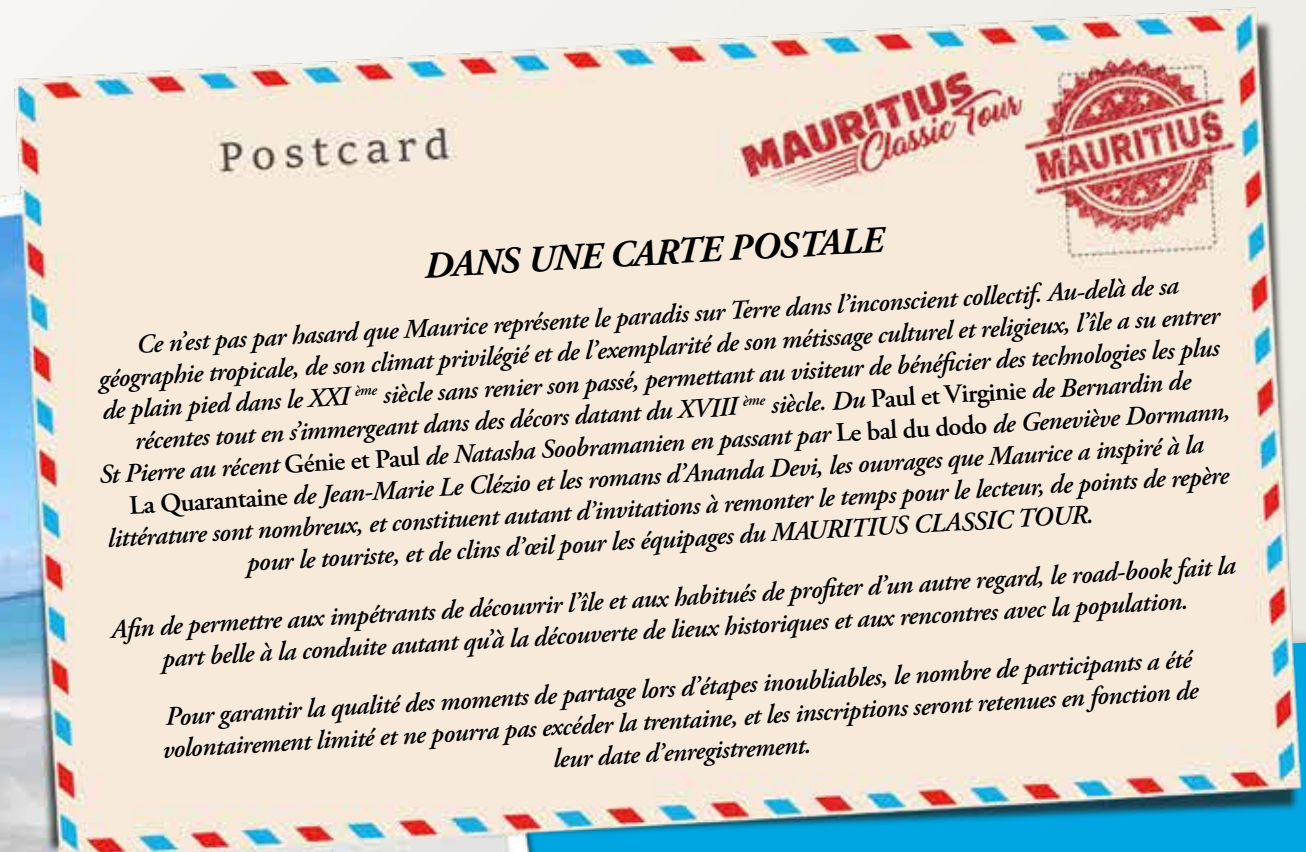 Postcard
MAURITIUS
Classic Tour
MAURITIUS
DANS UNE CARTE POSTALE
Ce n'est pas par hasard que Maurice représente le paradis sur Terre dans l'inconscient collectif. Au-delà de sa
géographie tropicale, de son climat privilégié et de l'exemplarité de son métissage culturel et religieux, l'île a su entrer
de plain pied dans le XXI ème siècle sans renier son passé, permettant au visiteur de bénéficier des technologies les plus
récentes tout en s'immergeant dans des décors datant du XVIII ème siècle. Du Paul et Virginie de Bernardin de
St Pierre au récent Génie et Paul de Natasha Soobramanien en passant par Le bal du dodo de Geneviève Dormann,
La Quarantaine de Jean-Marie Le Clézio et les romans d'Ananda Devi, les ouvrages que Maurice a inspiré à la
littérature sont nombreux, et constituent autant d'invitations à remonter le temps pour le lecteur, de points de repère
pour le touriste, et de clins d'œil pour les équipages du MAURITIUS CLASSIC TOUR.
Afin de permettre aux impétrants de découvrir l'île et aux habitués de profiter d'un autre regard, le road-book fait la
part belle à la conduite autant qu'à la découverte de lieux historiques et aux rencontres avec la population.
Pour garantir la qualité des moments de partage lors d'étapes inoubliables, le nombre de participants a été
volontairement limité et ne pourra pas excéder la trentaine, et les inscriptions seront retenues en fonction de
leur date d'enregistrement.